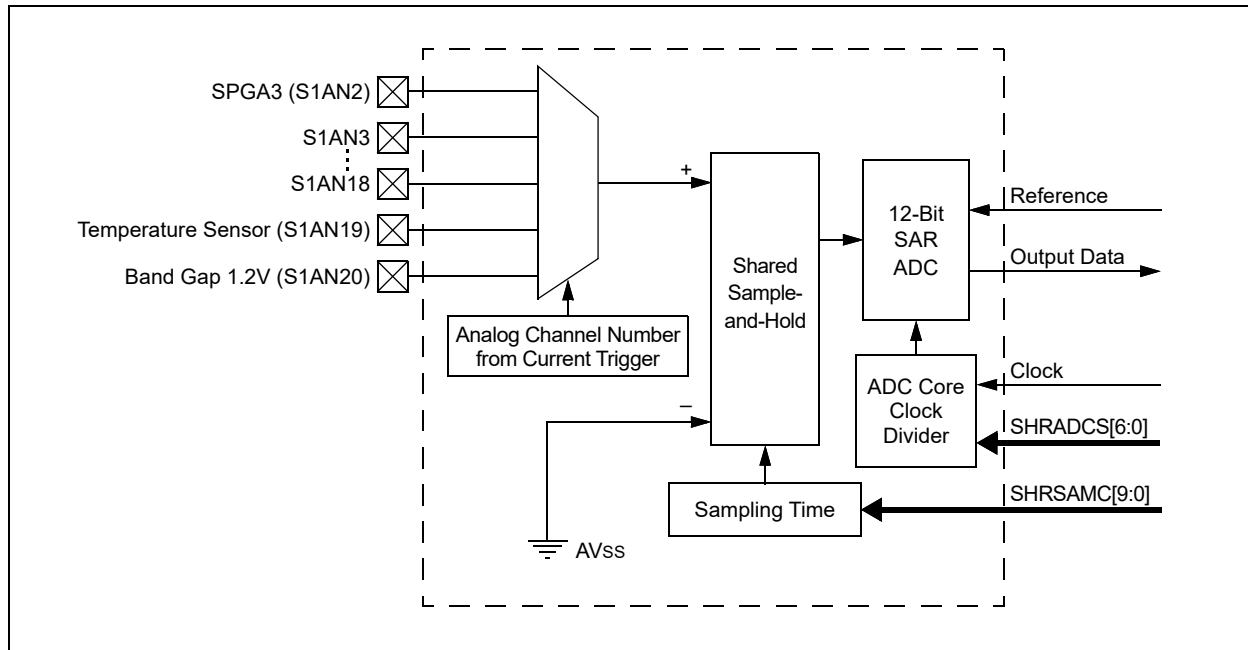 SPGA3 (S1AN2)
S1AN3
S1AN18
Temperature Sensor (S1AN19)
Band Gap 1.2V (S1AN20)
Analog Channel Number
from Current Trigger
+
–
AVSS
Shared
Sample-
and-Hold
Sampling Time
12-Bit
SAR
ADC
ADC Core
Clock
Divider
Reference
Output Data
Clock
SHRADCS[6:0]
SHRSAMC[9:0]